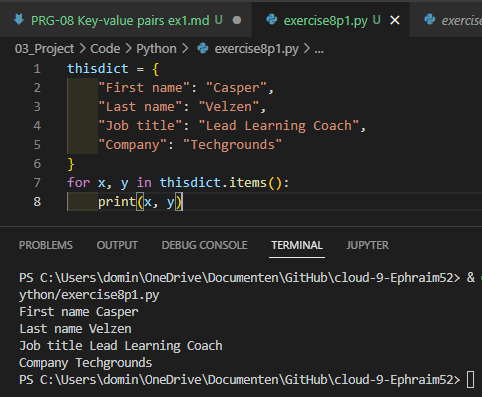 PRG-08 Key-value pairs ex1.md U
exercise8p1.py U
exercise
03_Project > Code > Python > exercise8p1.py > ...
1 thisdict = {
2 "First name": "Casper",
3 "Last name": "Velzen",
4 "Job title": "Lead Learning Coach",
5 "Company": "Techgrounds"
6 }
7 for x, y in thisdict.items():
8 print(x, y)
PROBLEMS OUTPUT DEBUG CONSOLE TERMINAL JUPYTER
PS C:\Users\domin\OneDrive\Documenten\GitHub\cloud-9-Ephraim52> &
ython/exercise8p1.py
First name Casper
Last name Velzen
Job title Lead Learning Coach
Company Techgrounds
PS C:\Users\domin\OneDrive\Documenten\GitHub\cloud-9-Ephraim52>